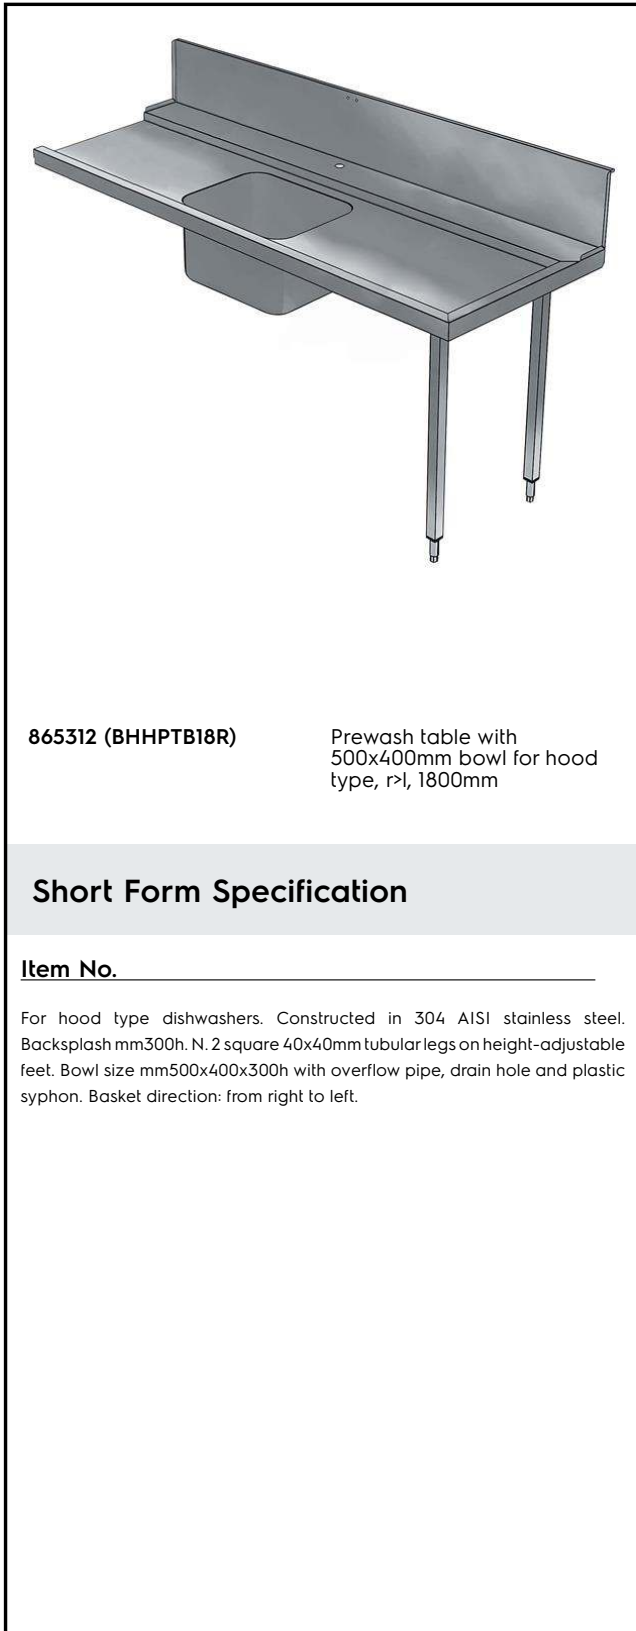 865312 (BHHPTB18R)
Prewash table with
500x400mm bowl for hood
type, r>l, 1800mm
Short Form Specification
Item No.
For hood type dishwashers. Constructed in 304 AISI stainless steel.
Backsplash mm300h. N. 2 square 40x40mm tubular legs on height-adjustable
feet. Bowl size mm500x400x300h with overflow pipe, drain hole and plastic
syphon. Basket direction: from right to left.